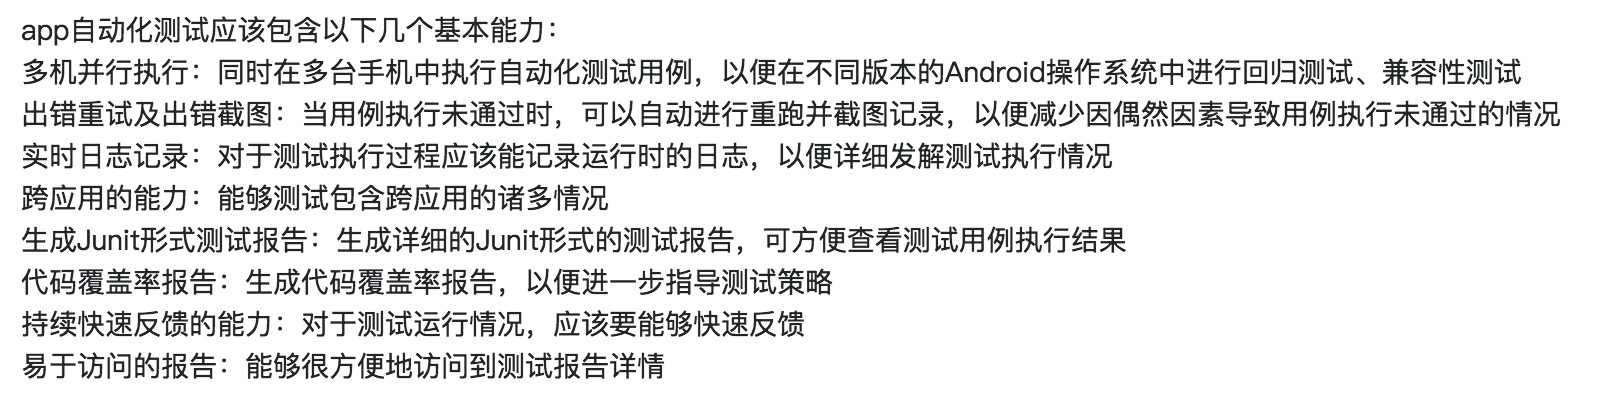 app自动化测试应该包含以下几个基本能力：
多机并行执行：同时在多台手机中执行自动化测试用例，以便在不同版本的Android操作系统中进行回归测试、兼容性测试
出错重试及出错截图：当用例执行未通过时，可以自动进行重跑并截图记录，以便减少因偶然因素导致用例执行未通过的情况
实时日志记录：对于测试执行过程应该能记录运行时的日志，以便详细发解测试执行情况
跨应用的能力：能够测试包含跨应用的诸多情况
生成Junit形式测试报告：生成详细的Junit形式的测试报告，可方便查看测试用例执行结果
代码覆盖率报告：生成代码覆盖率报告，以便进一步指导测试策略
持续快速反馈的能力：对于测试运行情况，应该要能够快速反馈
易于访问的报告：能够很方便地访问到测试报告详情